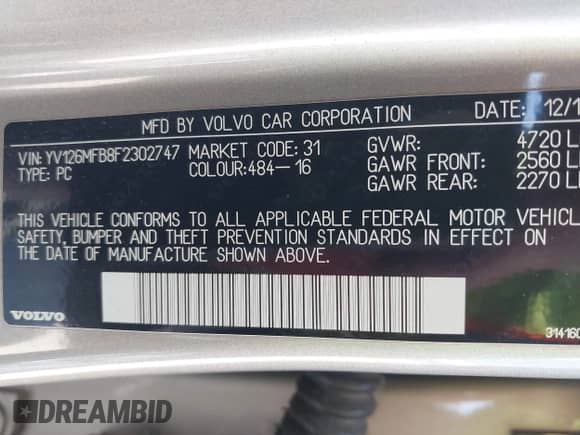 MFD BY VOLVO CAR CORPORATION DATE: 12/1
VIN: YV126MFB8F2302747 MARKET CODE: 31 GVWR: 4720 L
TYPE: PC COLOUR:484-16 GAWR FRONT: 2560 L
GAWR REAR: 2270 L
THIS VEHICLE CONFORMS TO ALL APPLICABLE FEDERAL MOTOR VEHICL
SAFETY, BUMPER AND THEFT PREVENTION STANDARDS IN EFFECT ON
THE DATE OF MANUFACTURE SHOWN ABOVE.
VOLVO 314160
DREAMBID